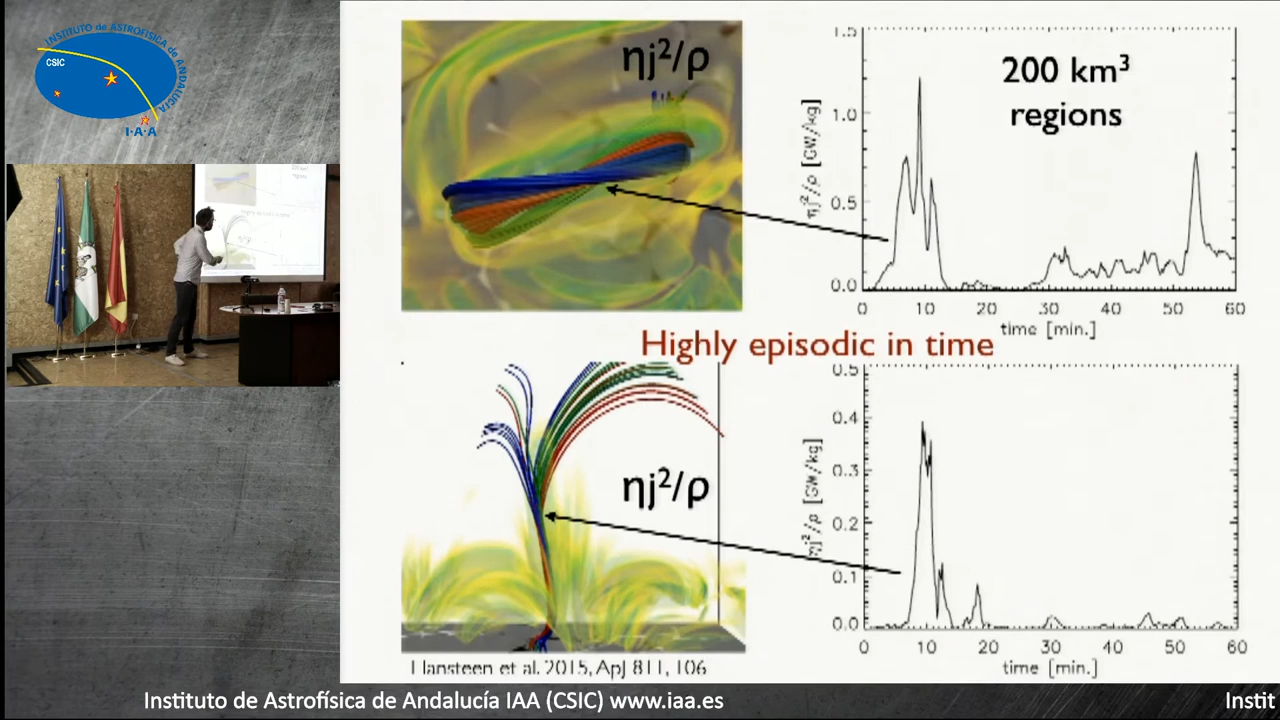 INSTITUTO de ASTROFÍSICA de ANDALUCÍA
CSIC
I·A·A
ηj²/ρ
200 km³
regions
ηj²/ρ [GW/kg]
1.5
1.0
0.5
0.0
0 10 20 30 40 50 60
time [min.]
Highly episodic in time
ηj²/ρ
ηj²/ρ [GW/kg]
0.5
0.4
0.3
0.2
0.1
0.0
0 10 20 30 40 50 60
time [min.]
Hansteen et al. 2015, ApJ 811, 106
Instituto de Astrofísica de Andalucía IAA (CSIC) www.iaa.es
Instit